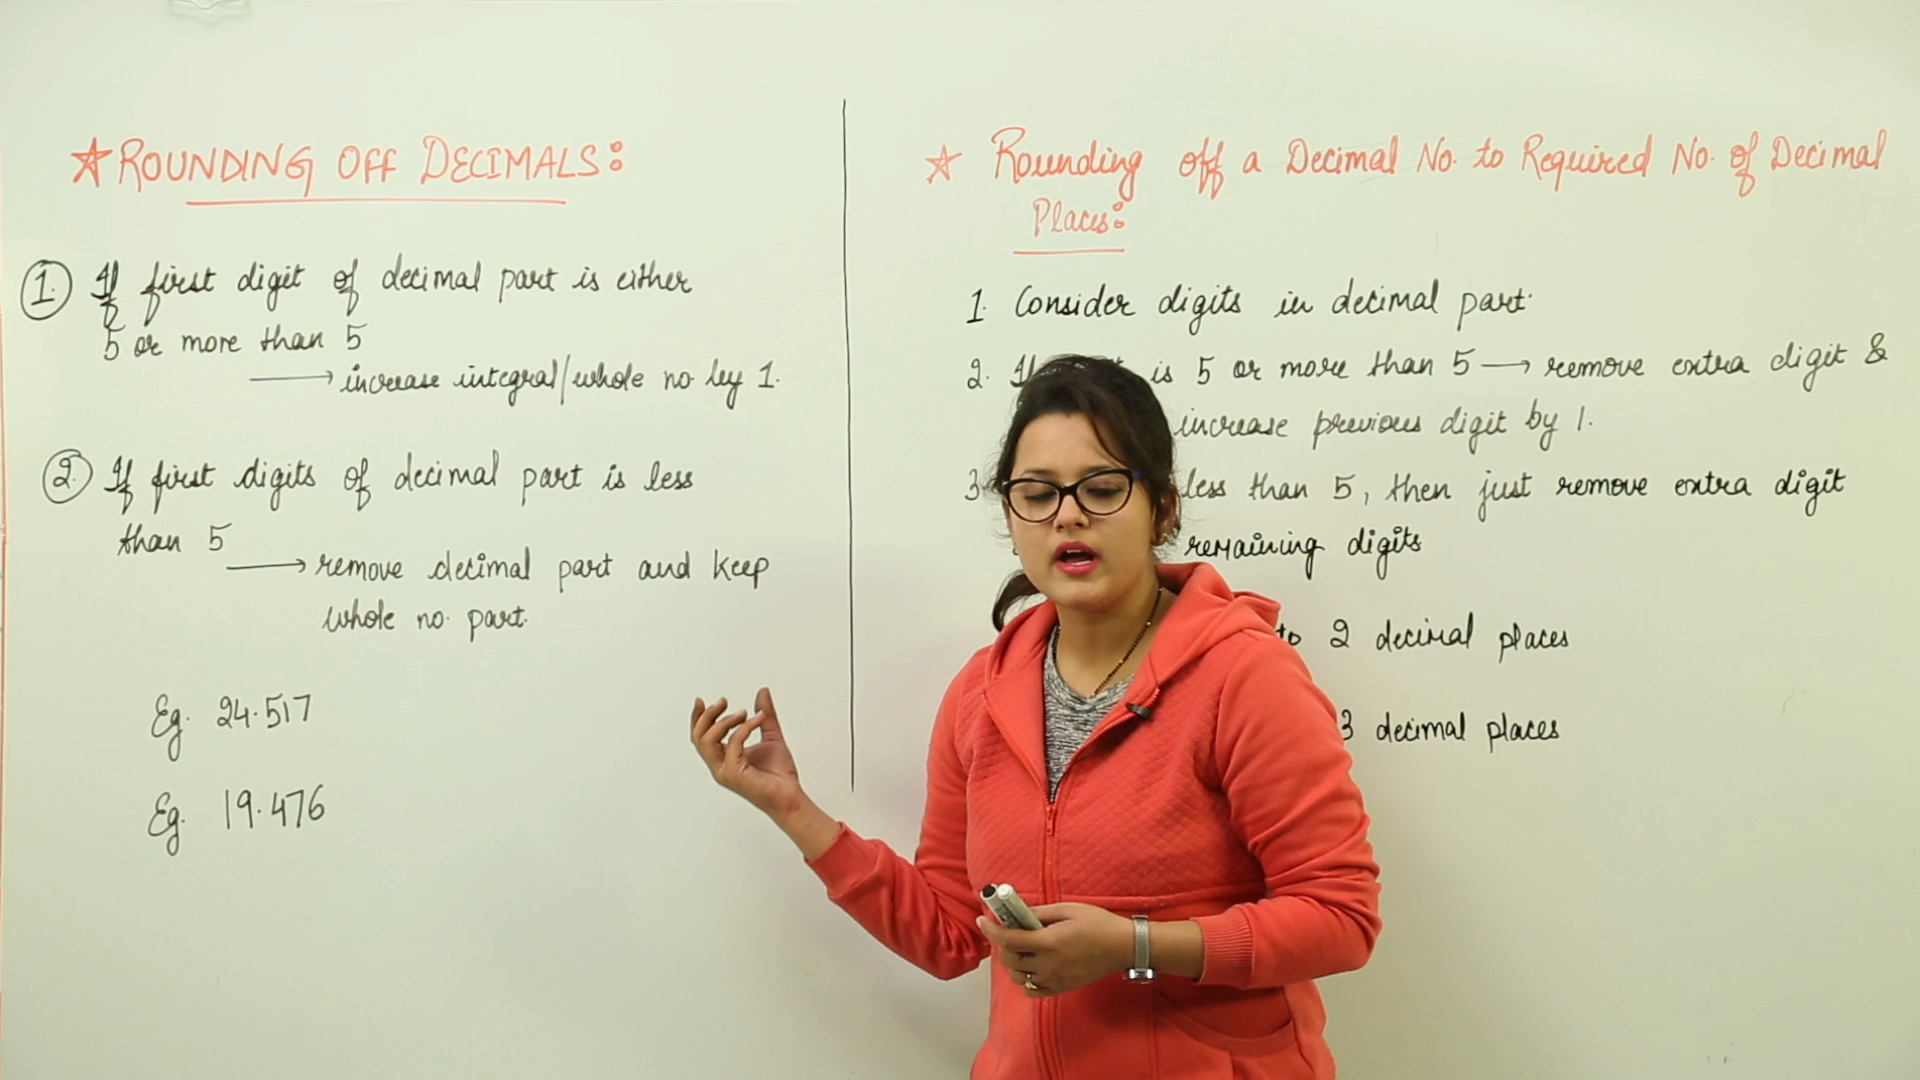 ☆ ROUNDING OFF DECIMALS:
1. If first digit of decimal part is either
5 or more than 5
→ increase integral/whole no. by 1.
2. If first digits of decimal part is less
than 5
→ remove decimal part and keep
whole no. part.
Eg. 24.517
Eg. 19.476
☆ Rounding off a Decimal No. to Required No. of Decimal
Places:
1. Consider digits in decimal part.
2. is 5 or more than 5 → remove extra digit &
increase previous digit by 1.
3 less than 5, then just remove extra digit
remaining digits
to 2 decimal places
3 decimal places